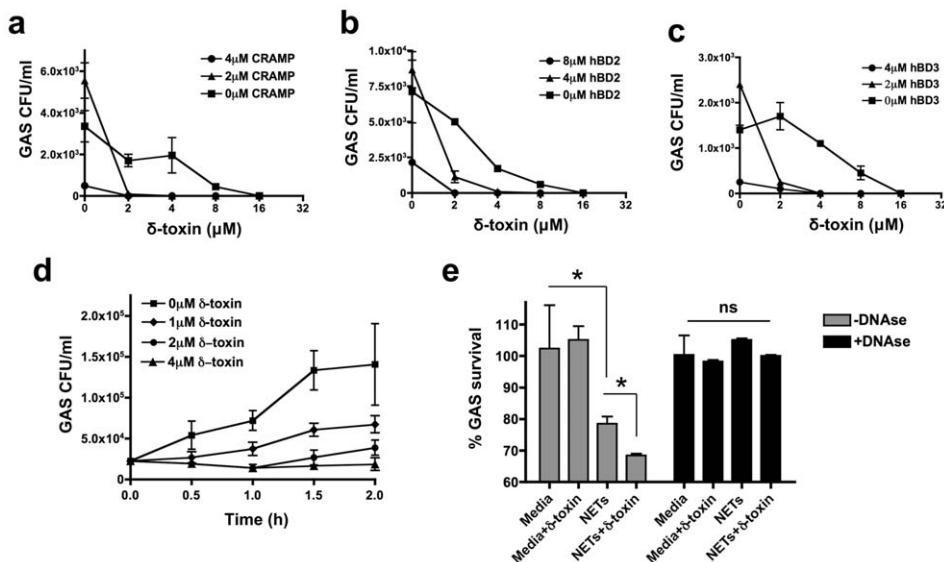 a
4µM CRAMP
2µM CRAMP
0µM CRAMP
GAS CFU/ml
6.0x10³
4.0x10³
2.0x10³
0
0 2 4 8 16 32
δ-toxin (µM)
b
8µM hBD2
4µM hBD2
0µM hBD2
GAS CFU/ml
1.0x10⁴
7.5x10³
5.0x10³
2.5x10³
0
0 2 4 8 16 32
δ-toxin (µM)
c
4µM hBD3
2µM hBD3
0µM hBD3
GAS CFU/ml
3.0x10³
2.0x10³
1.0x10³
0
0 2 4 8 16 32
δ-toxin (µM)
d
0µM δ-toxin
1µM δ-toxin
2µM δ-toxin
4µM δ-toxin
GAS CFU/ml
2.0x10⁵
1.5x10⁵
1.0x10⁵
5.0x10⁴
0
0.0 0.5 1.0 1.5 2.0
Time (h)
e
* * ns
-DNAse
+DNAse
% GAS survival
110
100
90
80
70
60
Media
Media+δ-toxin
NETs
NETs+δ-toxin
Media
Media+δ-toxin
NETs
NETs+δ-toxin